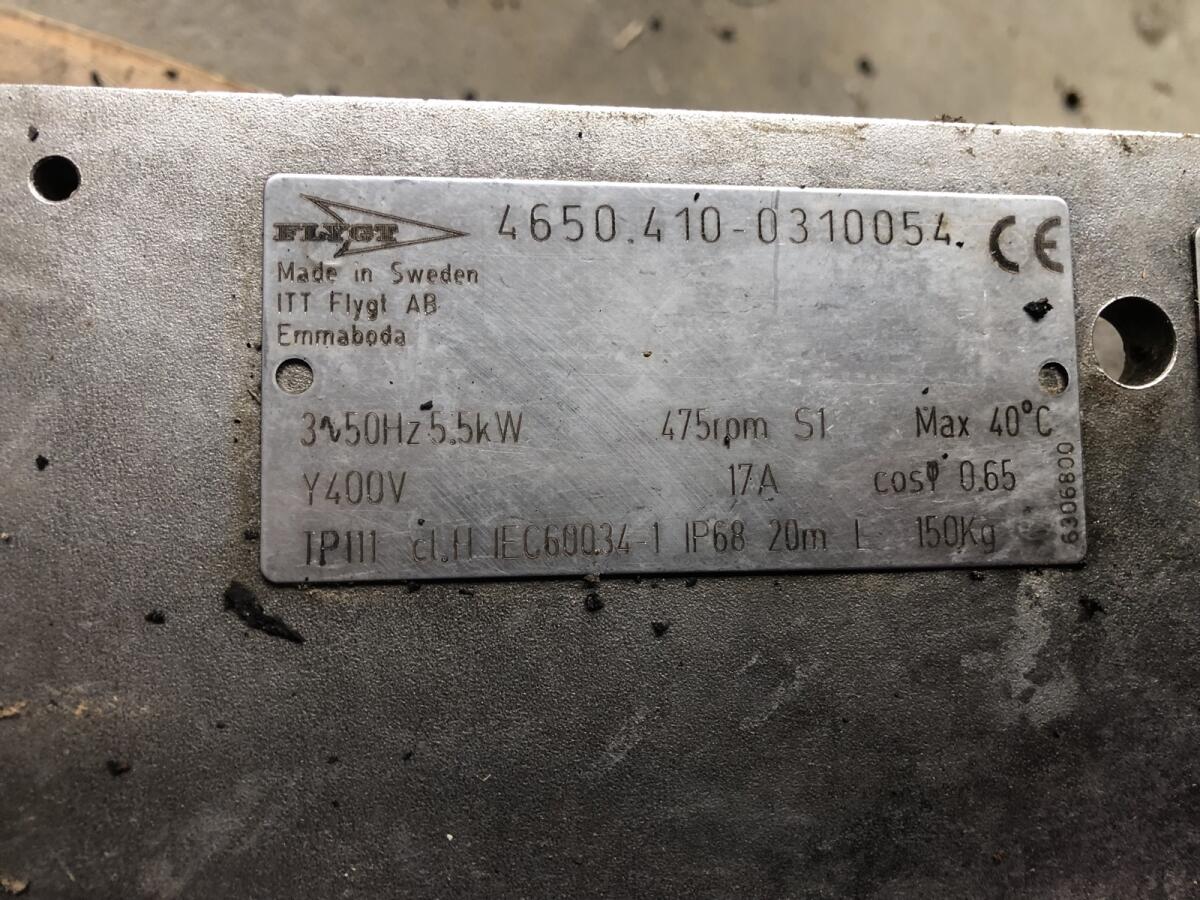 FLYGT 4650.410-0310054 CE
Made in Sweden
ITT Flygt AB
Emmaboda
3~50Hz 5.5kW 475rpm S1 Max 40°C
Y400V 17A cosφ 0.65
TP111 cl.H IEC60034-1 IP68 20m L 150Kg
6306800